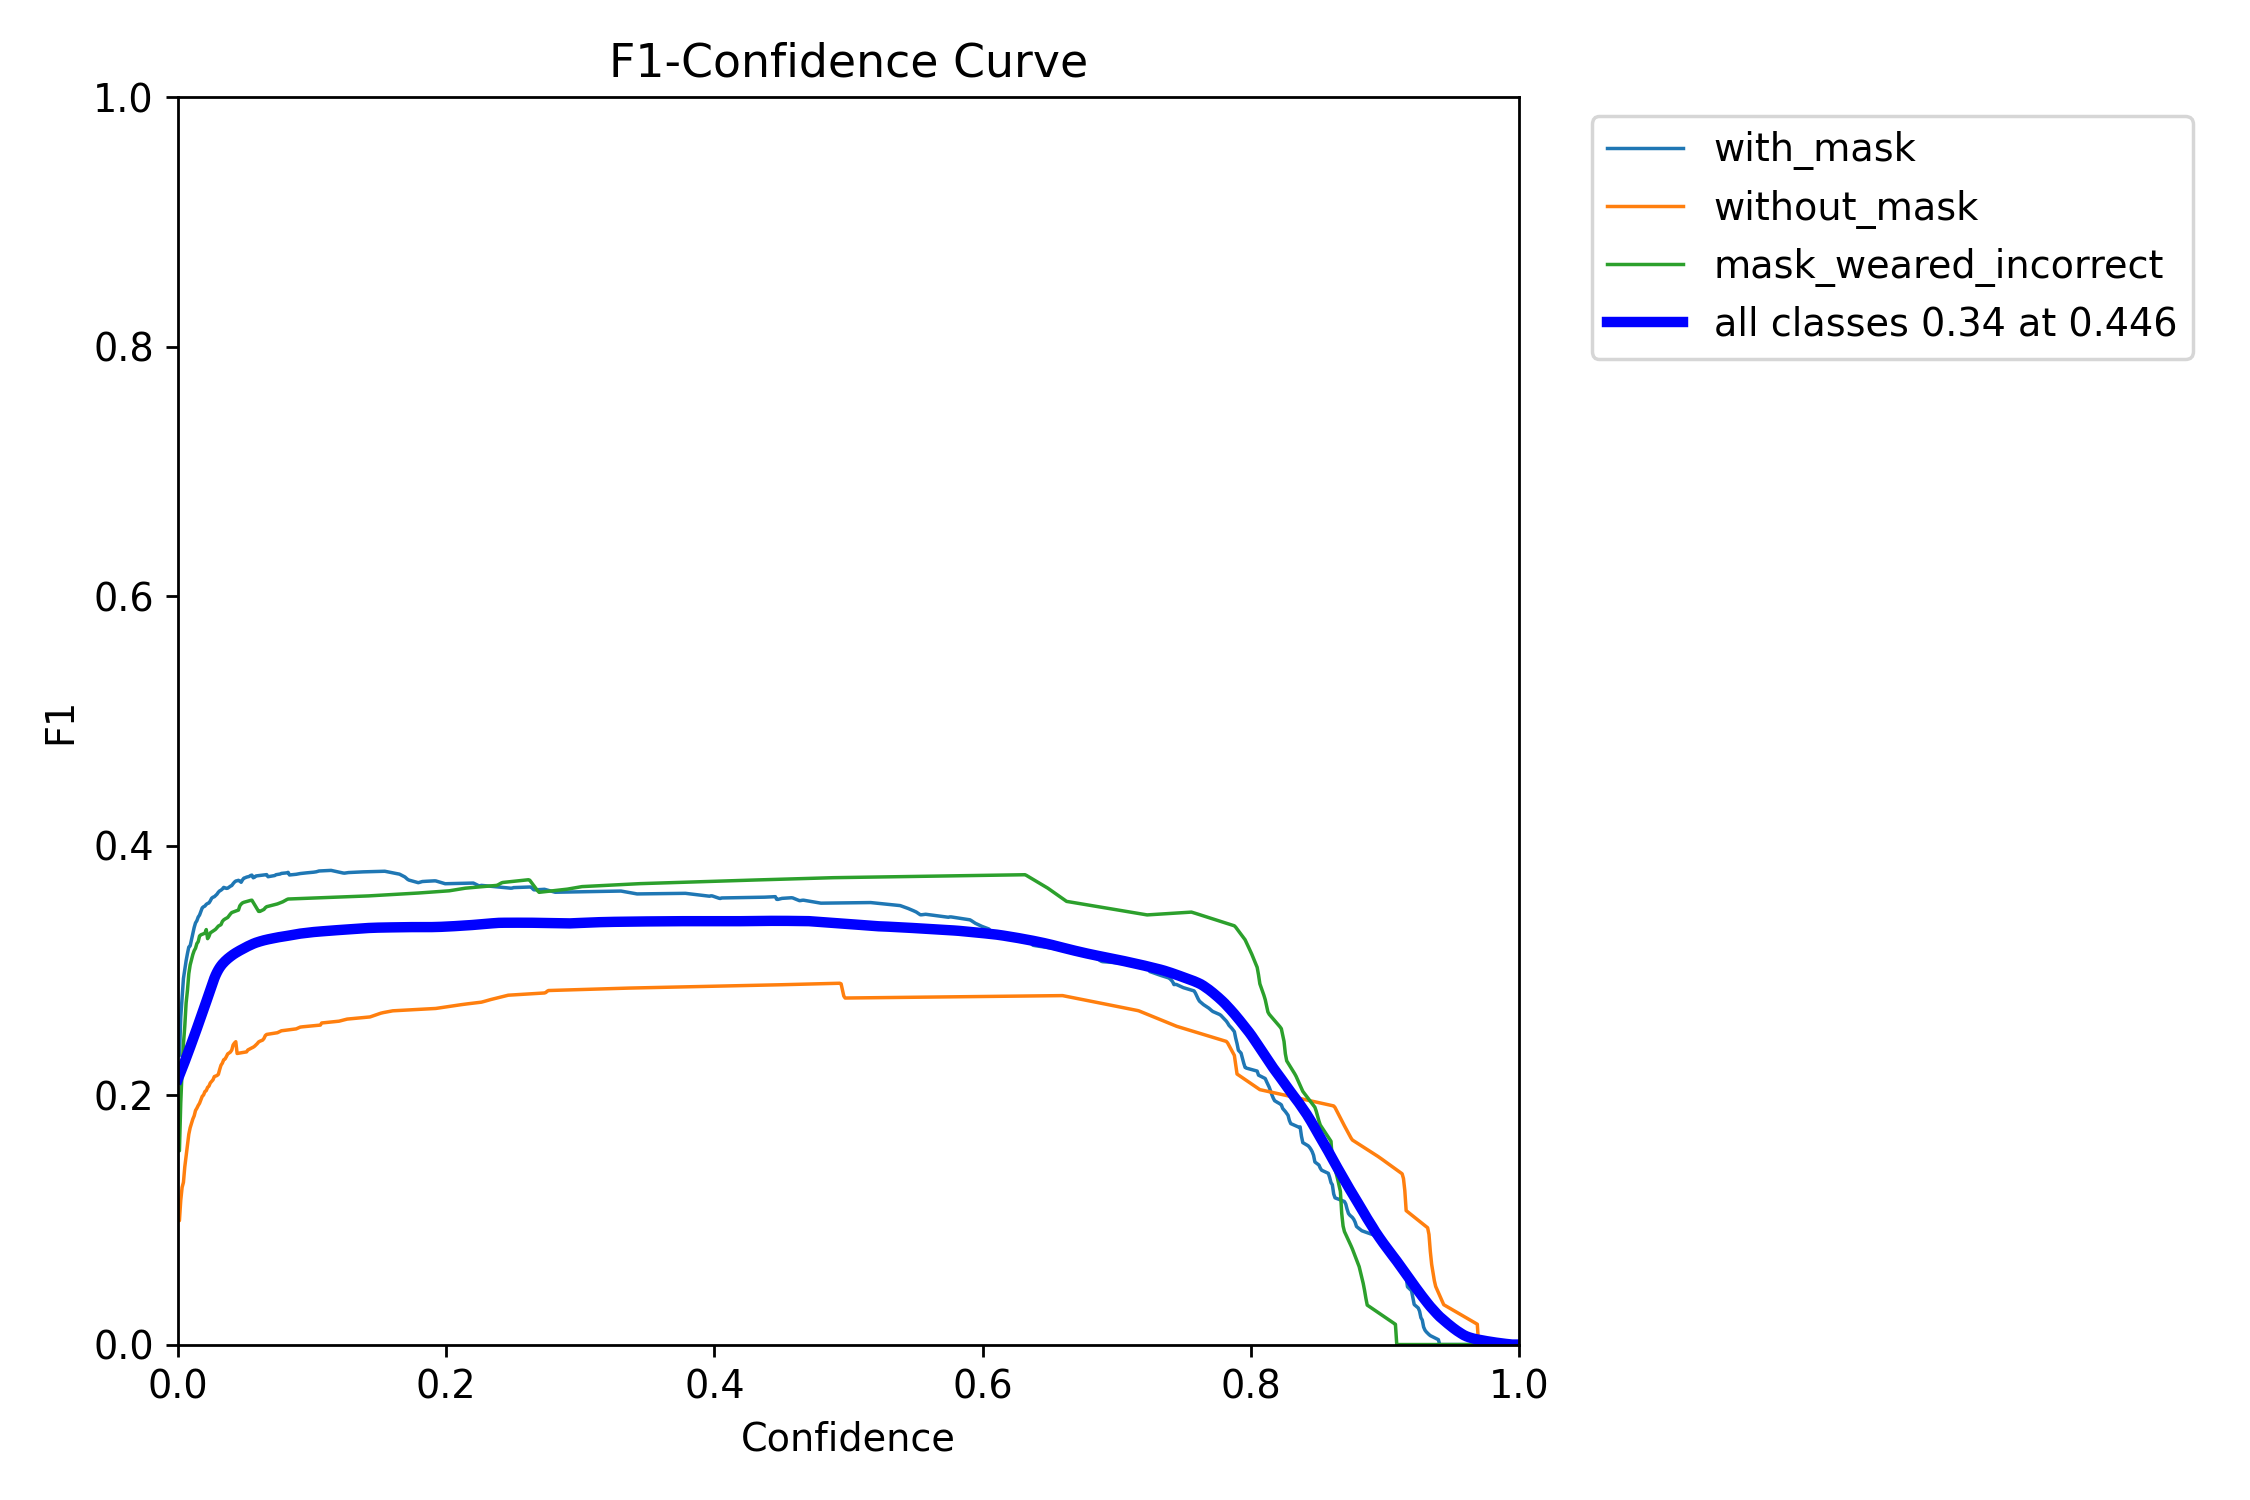 F1-Confidence Curve
1.0
0.8
0.6
0.4
0.2
0.0
F1
0.0 0.2 0.4 0.6 0.8 1.0
Confidence
with_mask
without_mask
mask_weared_incorrect
all classes 0.34 at 0.446